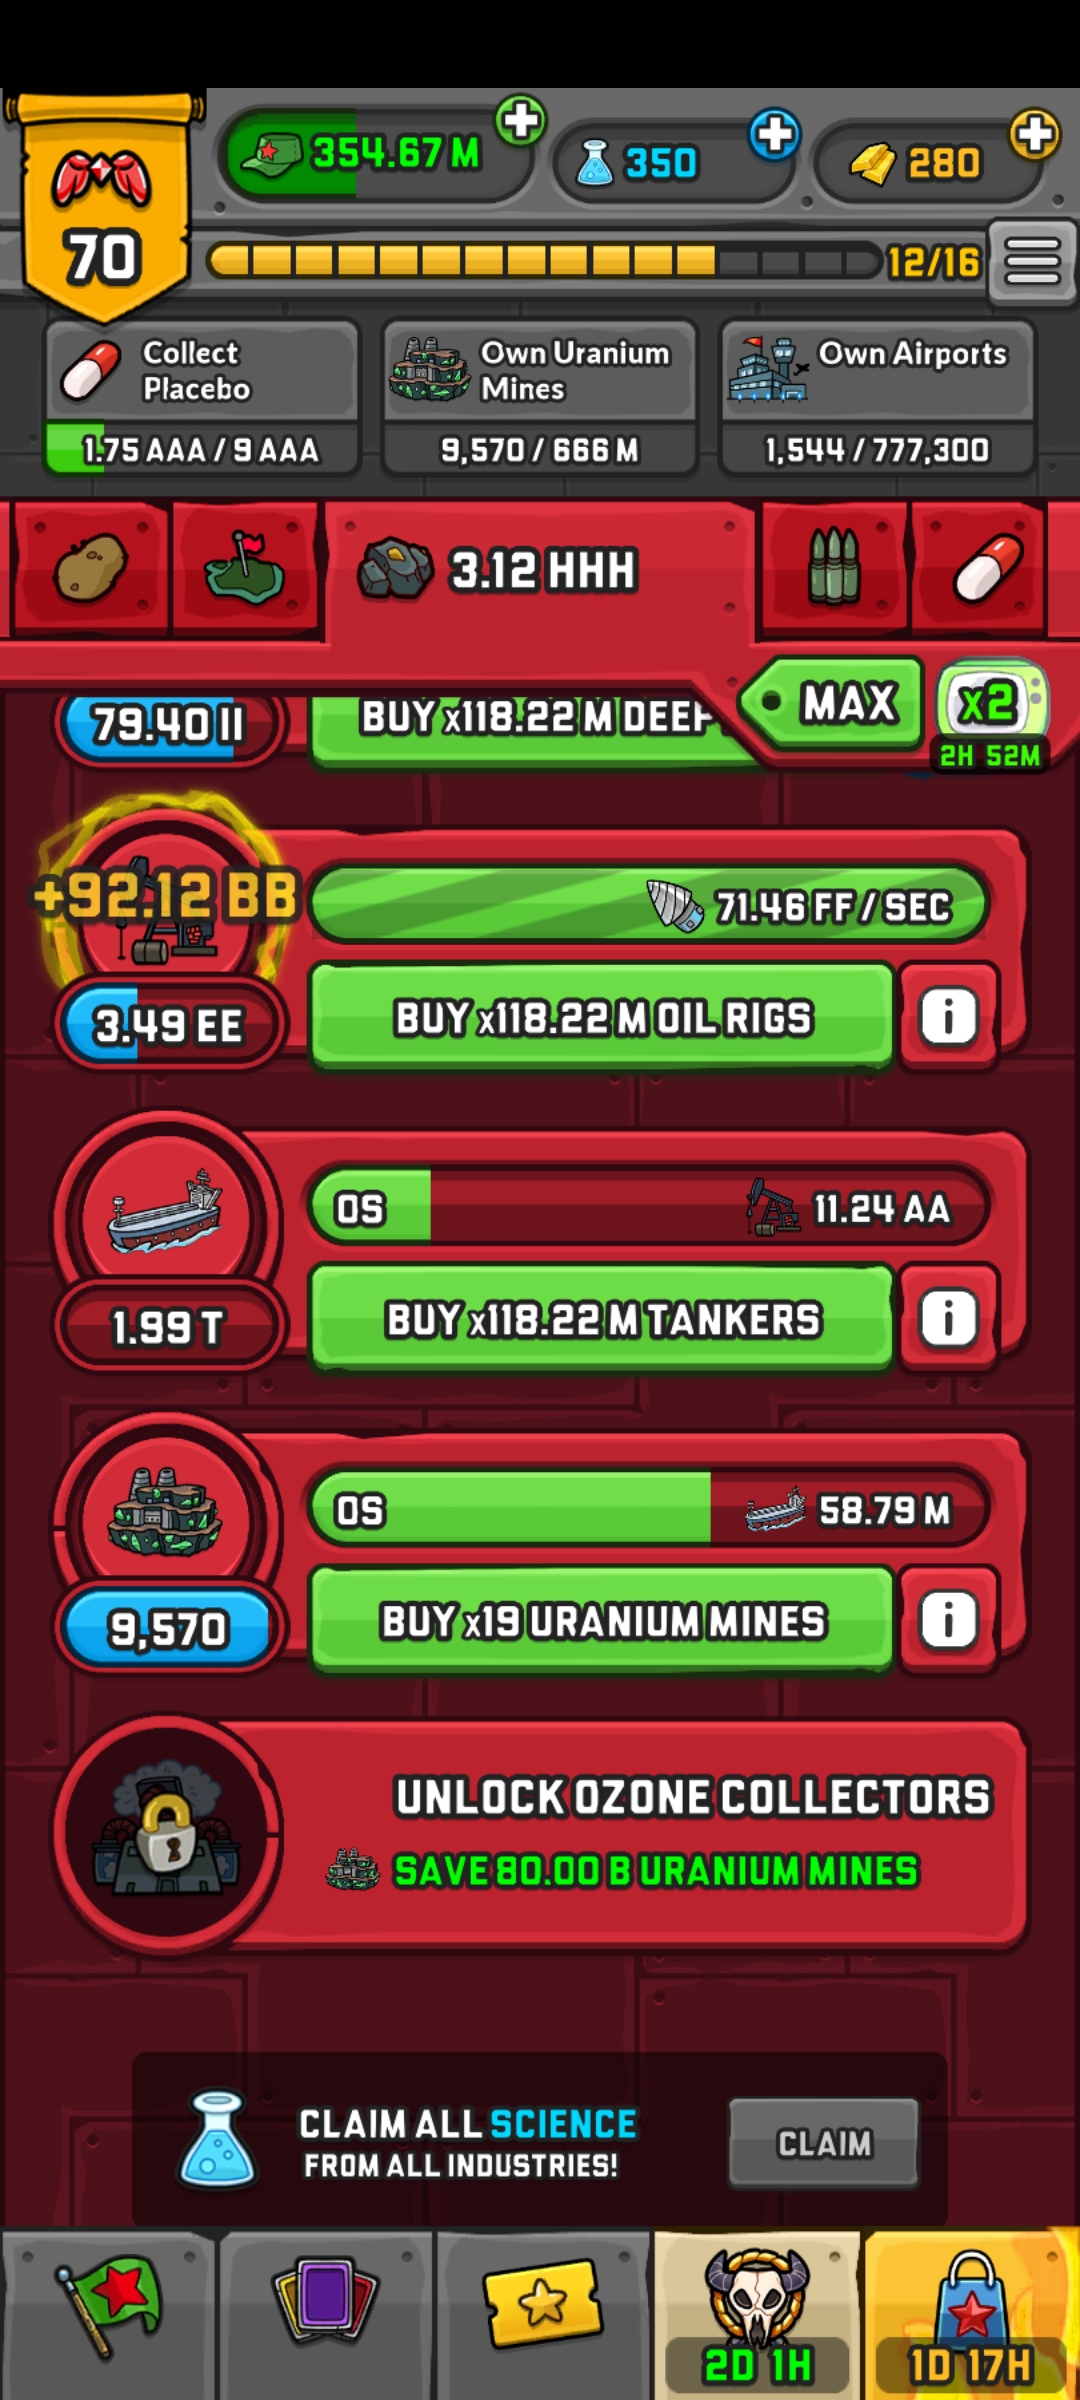 354.67 M
350
280
70
12/16
Collect
Placebo
Own Uranium
Mines
Own Airports
1.75 AAA / 9 AAA
9,570 / 666 M
1,544 / 777,300
3.12 HHH
MAX
x2
2H 52M
79.40 II
BUY x118.22 M DEEP
+92.12 BB
71.46 FF / SEC
3.49 EE
BUY x118.22 M OIL RIGS
i
0S
11.24 AA
1.99 T
BUY x118.22 M TANKERS
i
0S
58.79 M
9,570
BUY x19 URANIUM MINES
i
UNLOCK OZONE COLLECTORS
SAVE 80.00 B URANIUM MINES
CLAIM ALL SCIENCE
FROM ALL INDUSTRIES!
CLAIM
2D 1H
1D 17H